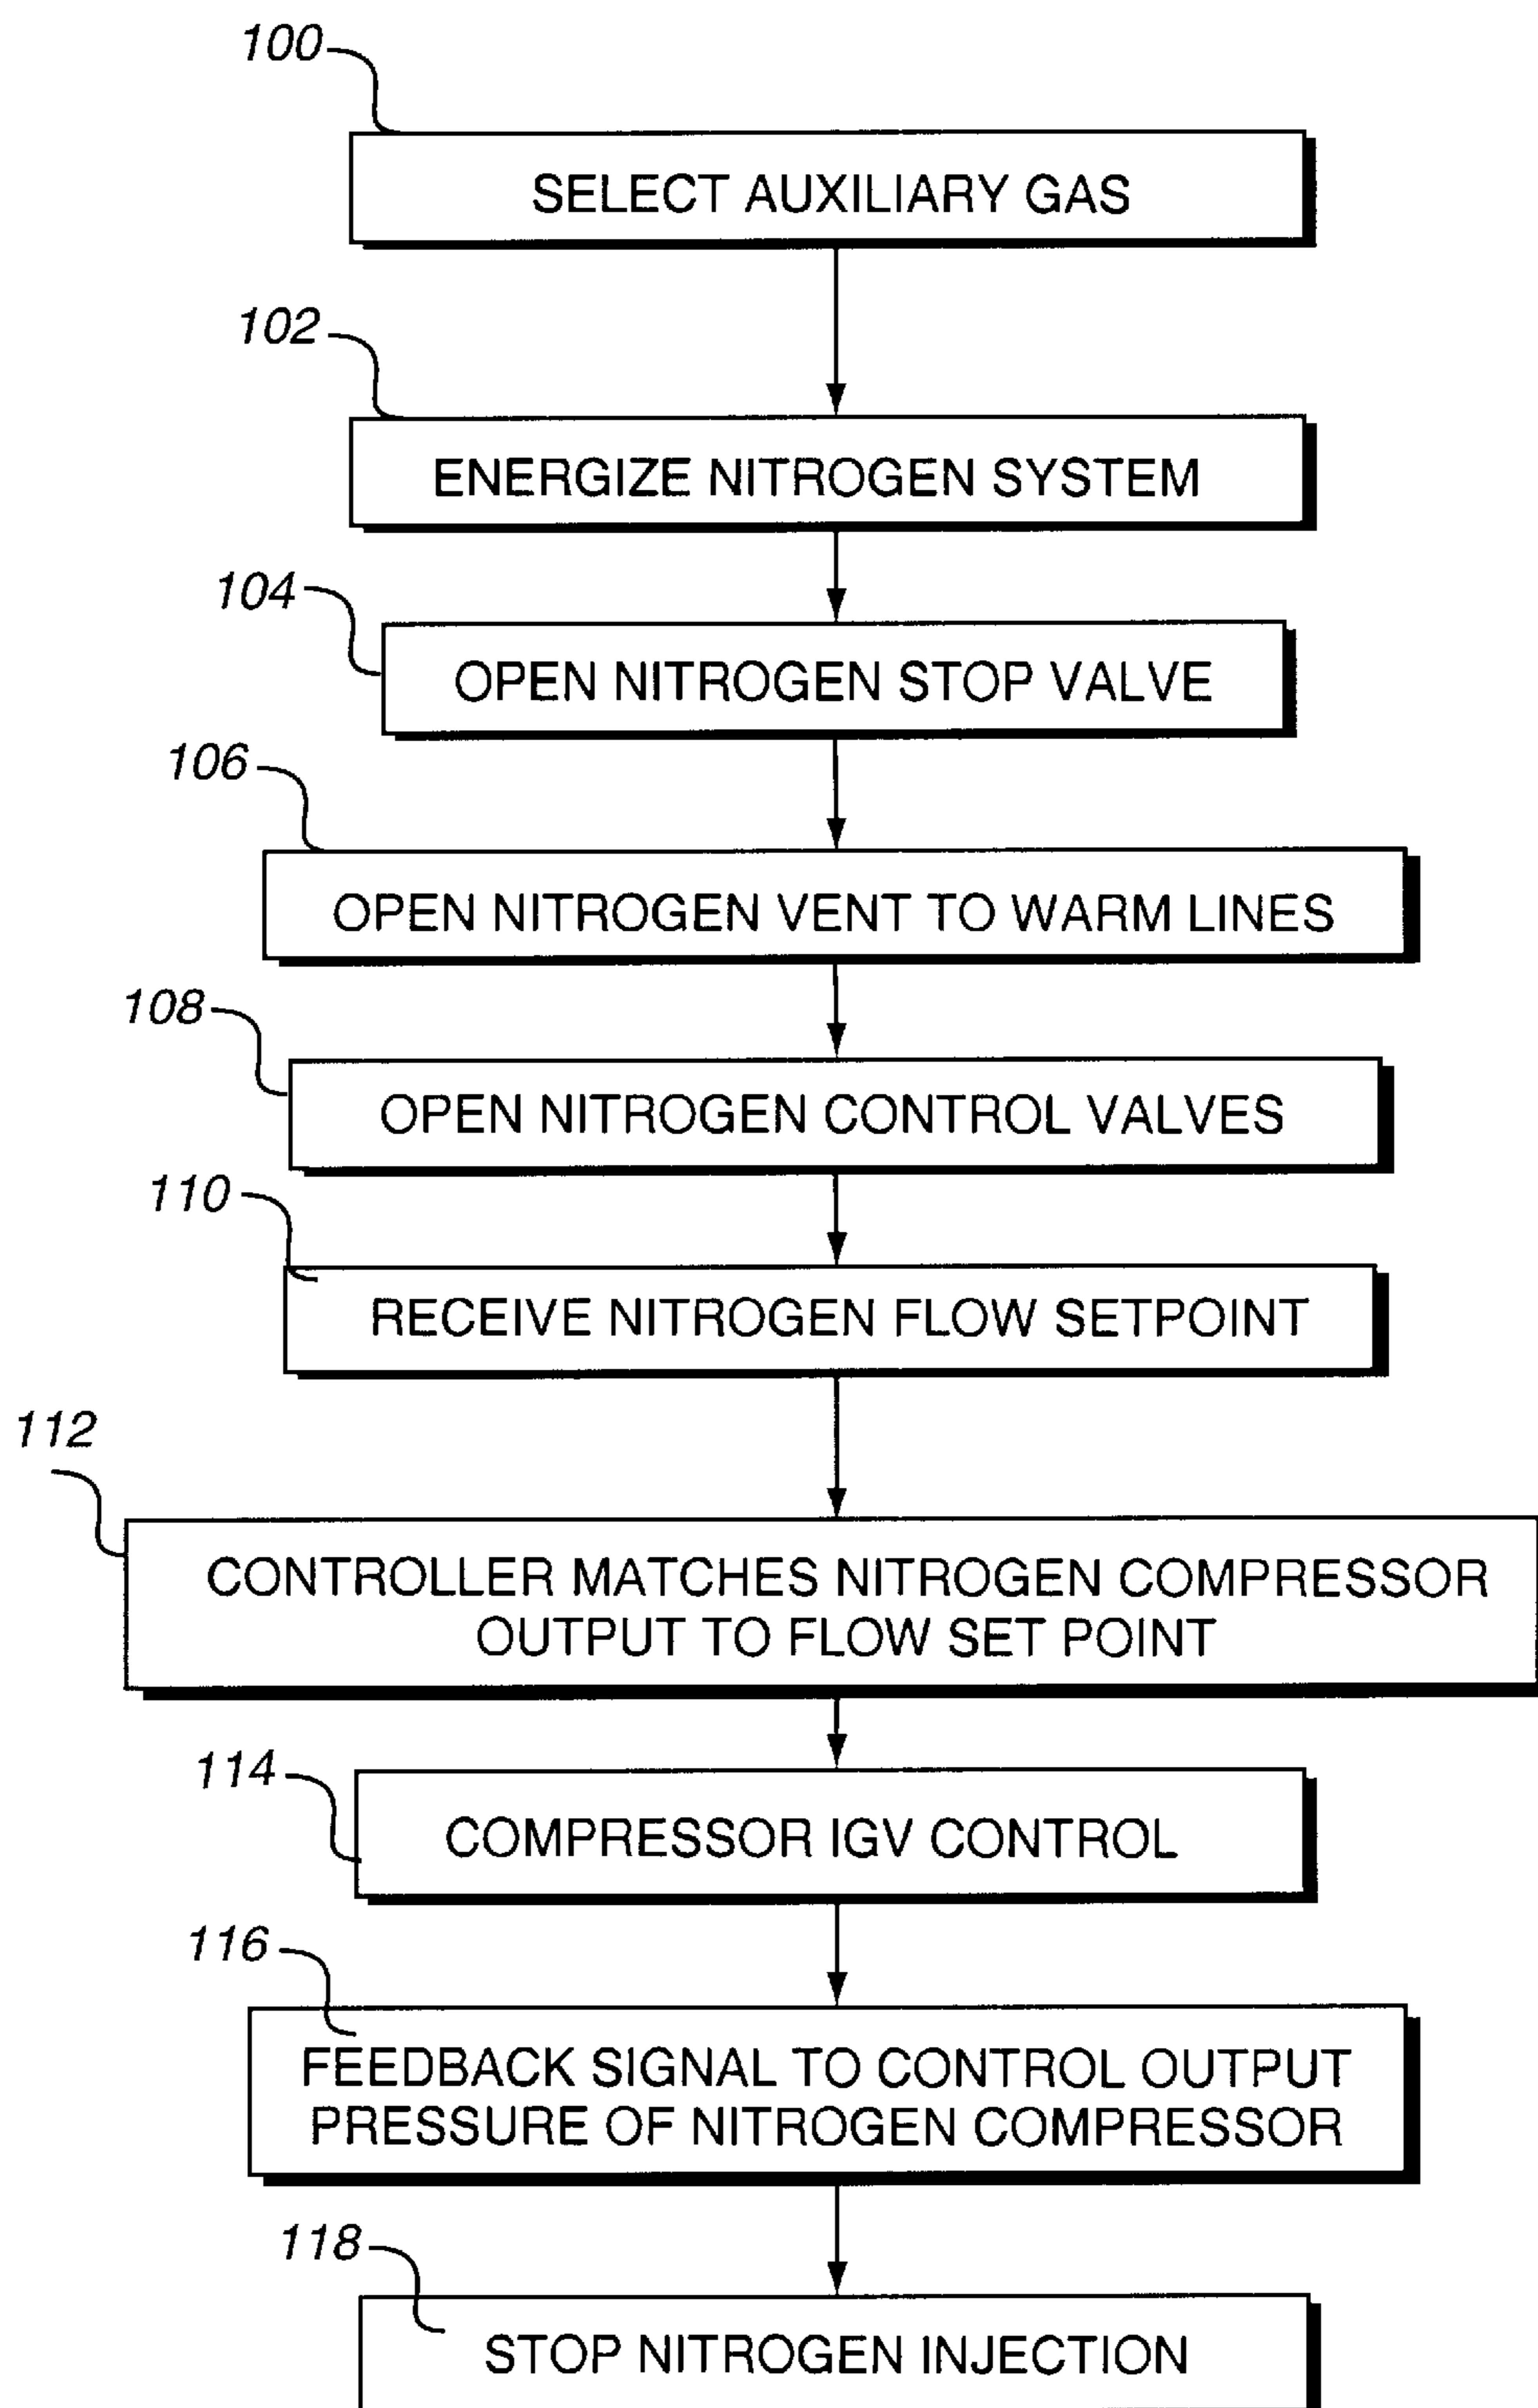 100
SELECT AUXILIARY GAS
102
ENERGIZE NITROGEN SYSTEM
104
OPEN NITROGEN STOP VALVE
106
OPEN NITROGEN VENT TO WARM LINES
108
OPEN NITROGEN CONTROL VALVES
110
RECEIVE NITROGEN FLOW SETPOINT
112
CONTROLLER MATCHES NITROGEN COMPRESSOR
OUTPUT TO FLOW SET POINT
114
COMPRESSOR IGV CONTROL
116
FEEDBACK SIGNAL TO CONTROL OUTPUT
PRESSURE OF NITROGEN COMPRESSOR
118
STOP NITROGEN INJECTION